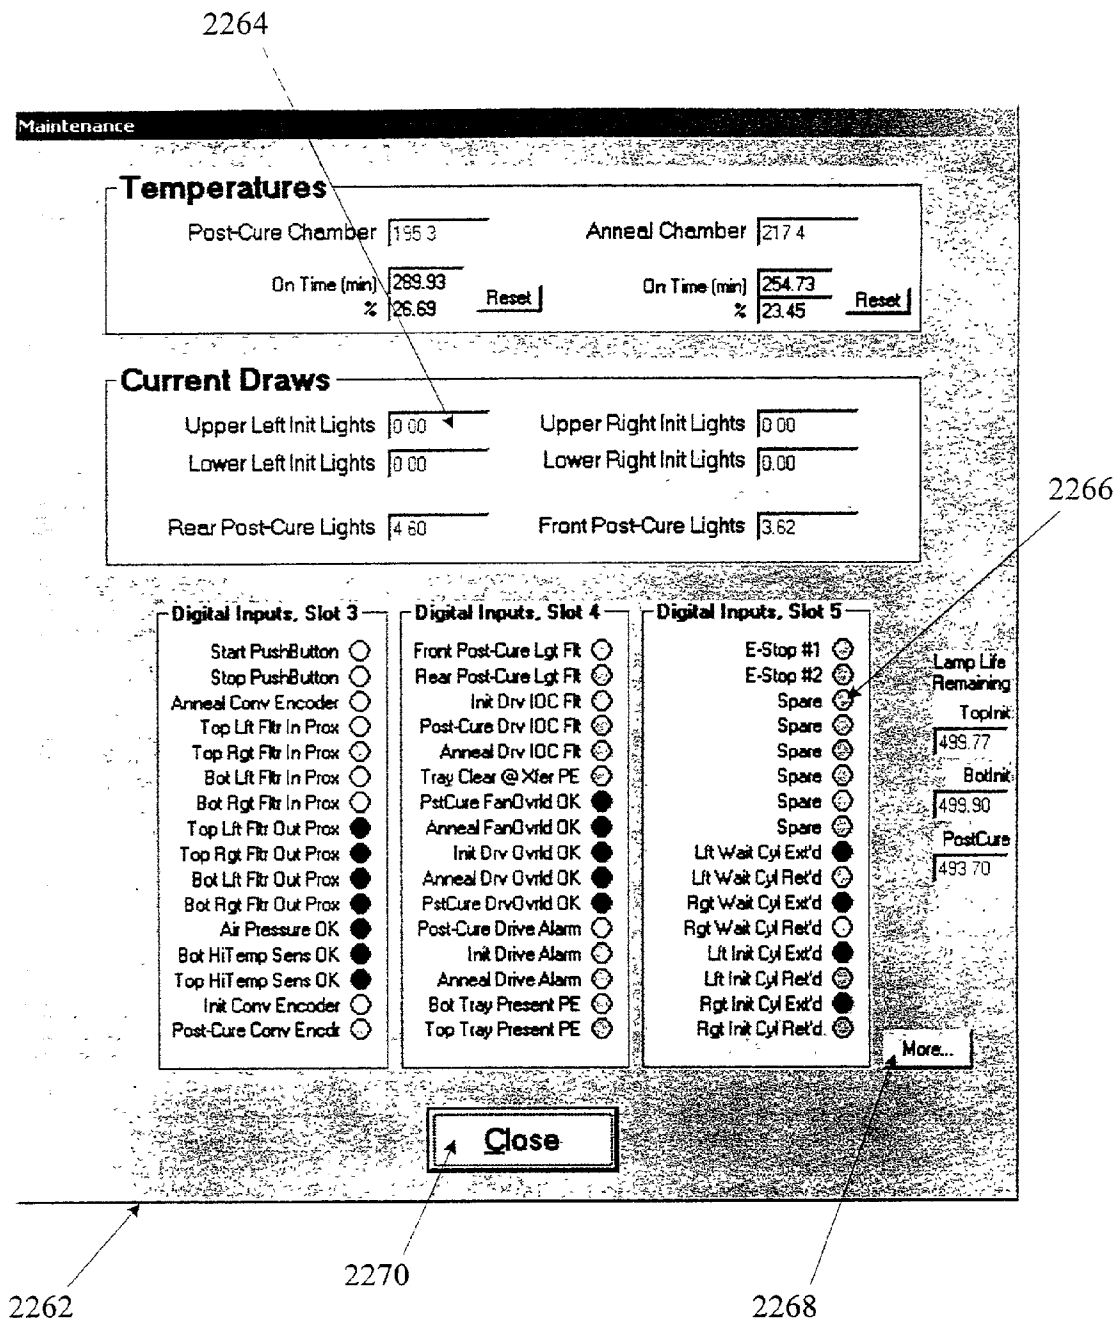 2264
Maintenance
Temperatures
Post-Cure Chamber 195.3 Anneal Chamber 217.4
On Time (min) 289.93 Reset On Time (min) 254.73 Reset
% 26.69 % 23.45
Current Draws
Upper Left Init Lights 0.00 Upper Right Init Lights 0.00
Lower Left Init Lights 0.00 Lower Right Init Lights 0.00
2266
Rear Post-Cure Lights 4.60 Front Post-Cure Lights 3.62
Digital Inputs, Slot 3
Start PushButton
Stop PushButton
Anneal Conv Encoder
Top Lft Fltr In Prox
Top Rgt Fltr In Prox
Bot Lft Fltr In Prox
Bot Rgt Fltr In Prox
Top Lft Fltr Out Prox
Top Rgt Fltr Out Prox
Bot Lft Fltr Out Prox
Bot Rgt Fltr Out Prox
Air Pressure OK
Bot HiTemp Sens OK
Top HiTemp Sens OK
Init Conv Encoder
Post-Cure Conv Encdr
Digital Inputs, Slot 4
Front Post-Cure Lgt Flt
Rear Post-Cure Lgt Flt
Init Drv IOC Flt
Post-Cure Drv IOC Flt
Anneal Drv IOC Flt
Tray Clear @ Xfer PE
PstCure FanOvrld OK
Anneal FanOvrld OK
Init Drv Ovrld OK
Anneal Drv Ovrld OK
PstCure DrvOvrld OK
Post-Cure Drive Alarm
Init Drive Alarm
Anneal Drive Alarm
Bot Tray Present PE
Top Tray Present PE
Digital Inputs, Slot 5
E-Stop #1
E-Stop #2
Spare
Spare
Spare
Spare
Spare
Spare
Lft Wait Cyl Ext'd
Lft Wait Cyl Ret'd
Rgt Wait Cyl Ext'd
Rgt Wait Cyl Ret'd
Lft Init Cyl Ext'd
Lft Init Cyl Ret'd
Rgt Init Cyl Ext'd
Rgt Init Cyl Ret'd.
Lamp Life
Remaining
TopInit
499.77
BotInit
499.90
PostCure
493.70
More...
Close
2262
2270
2268